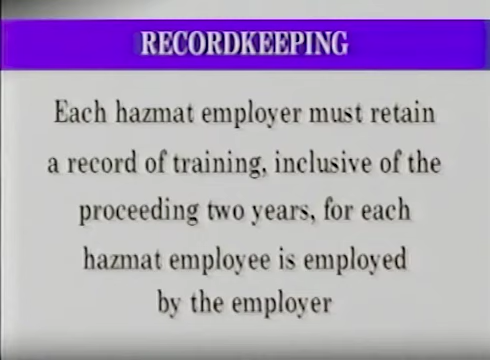 RECORDKEEPING
Each hazmat employer must retain
a record of training, inclusive of the
proceeding two years, for each
hazmat employee is employed
by the employer